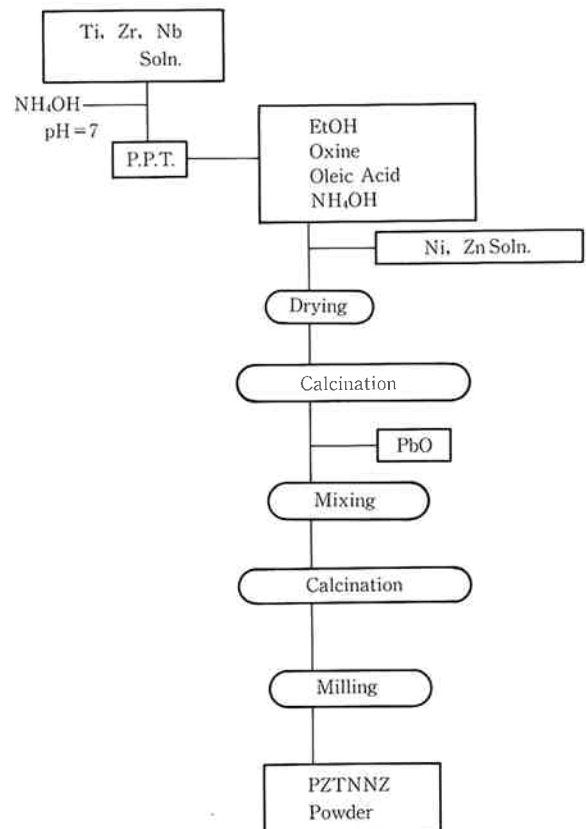 Ti, Zr, Nb
Soln.
NH₄OH
pH=7
P.P.T.
EtOH
Oxine
Oleic Acid
NH₄OH
Ni, Zn Soln.
Drying
Calcination
PbO
Mixing
Calcination
Milling
PZTNNZ
Powder